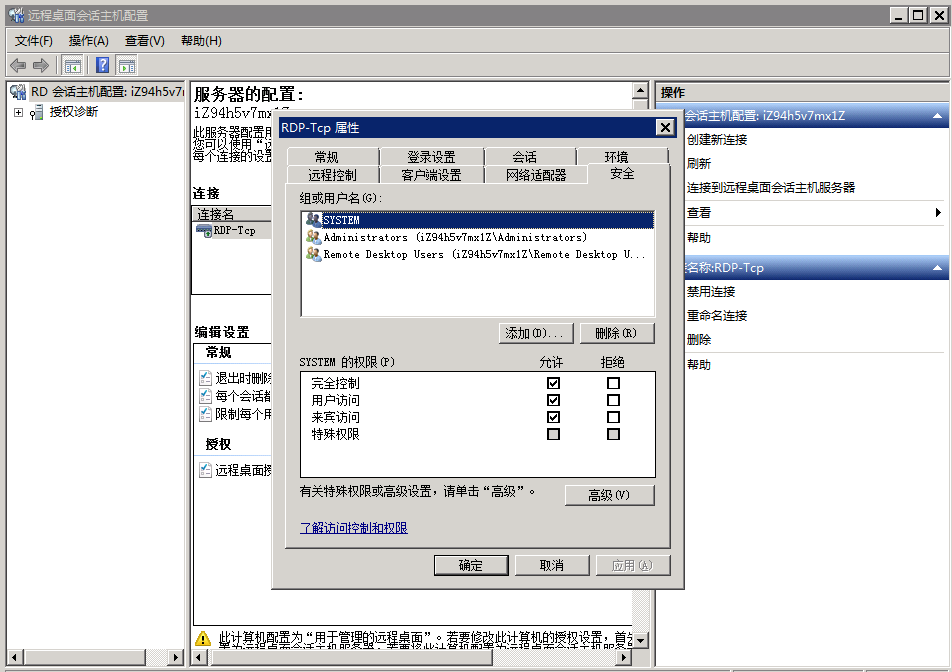 远程桌面会话主机配置
文件(F) 操作(A) 查看(V) 帮助(H)
RD 会话主机配置: iZ94h5v7m
授权诊断
服务器的配置:
iZ94h5v7mx1Z
此服务器配置用
您可以使用“
每个连接的设置
连接
连接名
RDP-Tcp
编辑设置
常规
退出时删除
每个会话都
限制每个用
授权
远程桌面授
此计算机配置为“用于管理的远程桌面”。若要修改此计算机的授权设置，首先
RDP-Tcp 属性
常规 登录设置 会话 环境
远程控制 客户端设置 网络适配器 安全
组或用户名(G):
SYSTEM
Administrators (iZ94h5v7mx1Z\Administrators)
Remote Desktop Users (iZ94h5v7mx1Z\Remote Desktop U...
添加(D)... 删除(R)
SYSTEM 的权限(P) 允许 拒绝
完全控制
用户访问
来宾访问
特殊权限
有关特殊权限或高级设置，请单击“高级”。
高级(V)
了解访问控制和权限
确定 取消 应用(A)
操作
会话主机配置: iZ94h5v7mx1Z
创建新连接
刷新
连接到远程桌面会话主机服务器
查看
帮助
名称:RDP-Tcp
禁用连接
重命名连接
删除
帮助